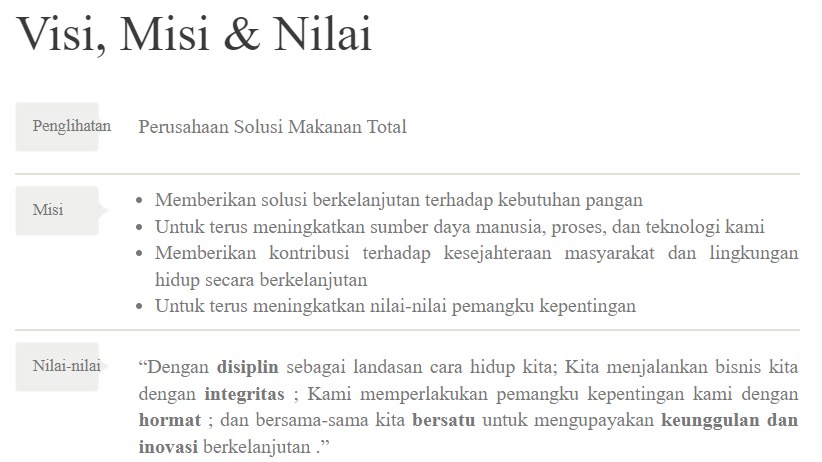 Visi, Misi & Nilai
Penglihatan
Perusahaan Solusi Makanan Total
Misi
• Memberikan solusi berkelanjutan terhadap kebutuhan pangan
• Untuk terus meningkatkan sumber daya manusia, proses, dan teknologi kami
• Memberikan kontribusi terhadap kesejahteraan masyarakat dan lingkungan
hidup secara berkelanjutan
• Untuk terus meningkatkan nilai-nilai pemangku kepentingan
Nilai-nilai
“Dengan disiplin sebagai landasan cara hidup kita; Kita menjalankan bisnis kita
dengan integritas ; Kami memperlakukan pemangku kepentingan kami dengan
hormat ; dan bersama-sama kita bersatu untuk mengupayakan keunggulan dan
inovasi berkelanjutan .”